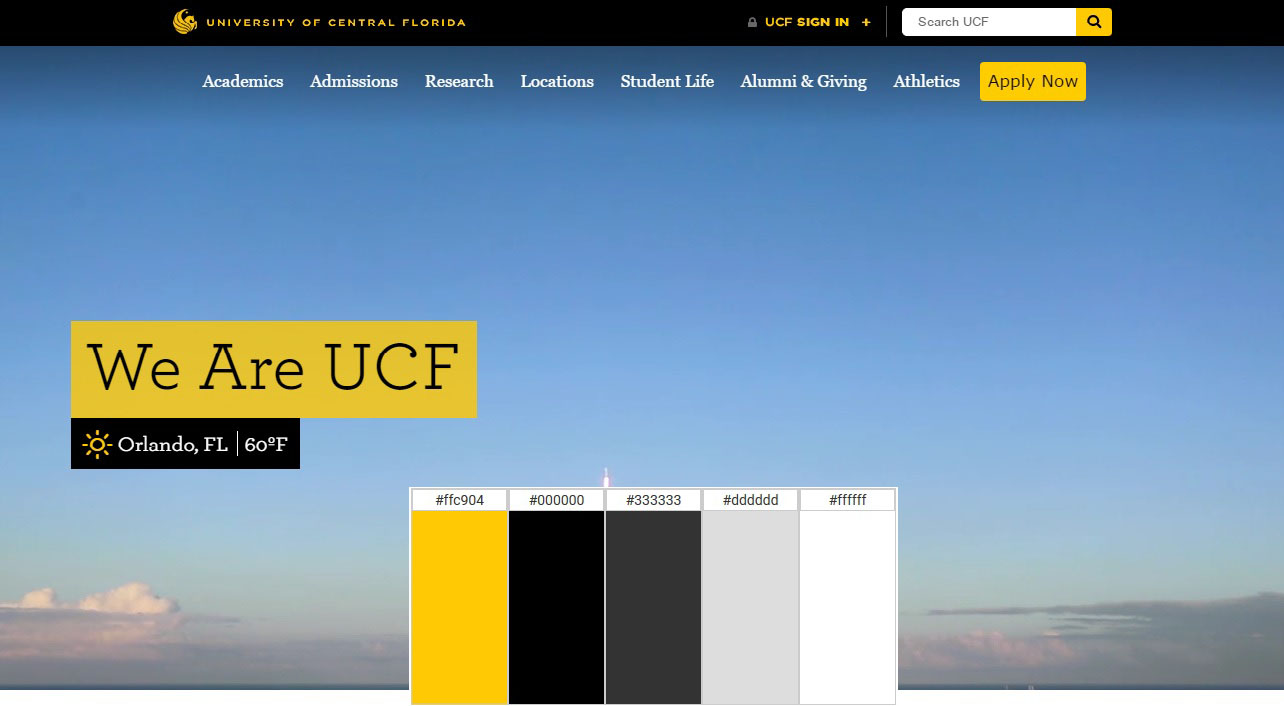 UNIVERSITY OF CENTRAL FLORIDA
UCF SIGN IN +
Search UCF
Academics Admissions Research Locations Student Life Alumni & Giving Athletics Apply Now
We Are UCF
Orlando, FL | 60ºF
#ffc904 #000000 #333333 #dddddd #ffffff